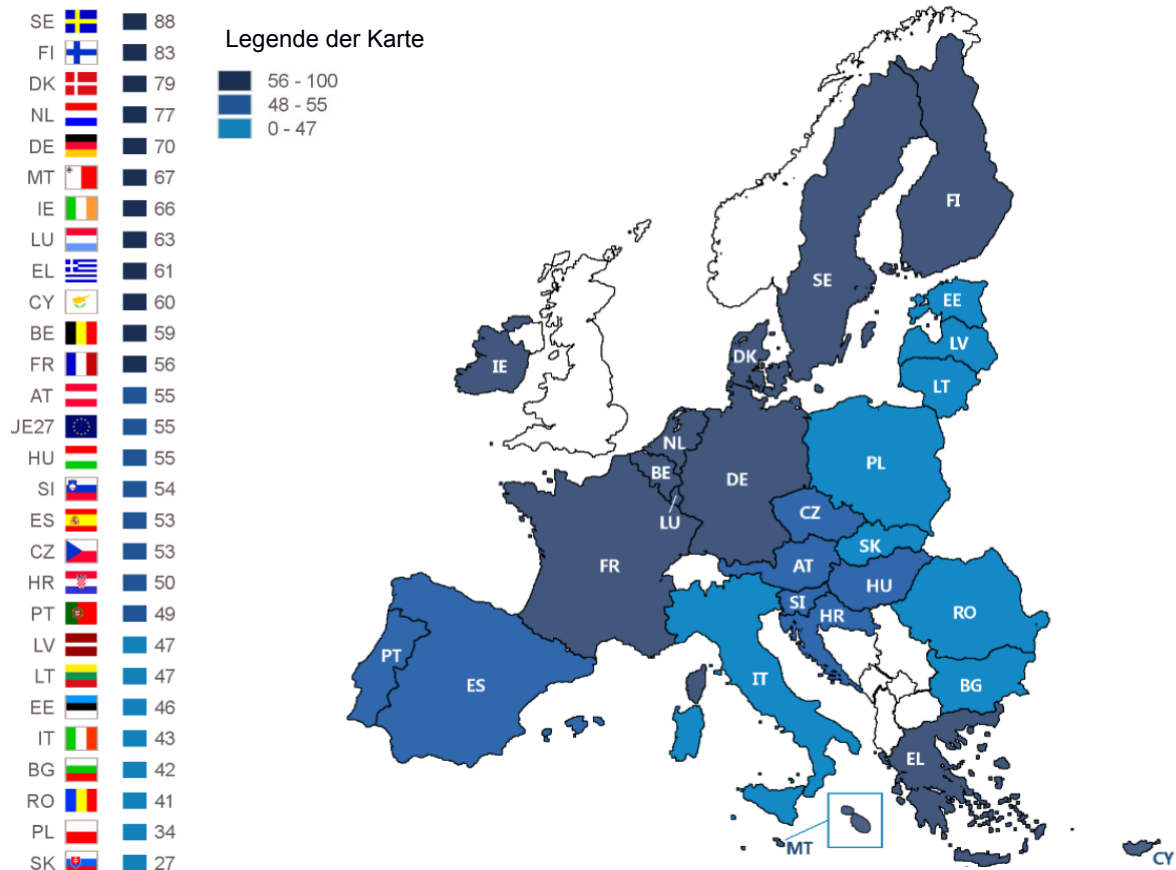 SE 88
FI 83
DK 79
NL 77
DE 70
MT 67
IE 66
LU 63
EL 61
CY 60
BE 59
FR 56
AT 55
JE27 55
HU 55
SI 54
ES 53
CZ 53
HR 50
PT 49
LV 47
LT 47
EE 46
IT 43
BG 42
RO 41
PL 34
SK 27
Legende der Karte
56 - 100
48 - 55
0 - 47
FI
SE
EE
LV
LT
DK
IE
NL
BE
LU
DE
PL
CZ
SK
FR
AT
HU
SI
HR
RO
PT
ES
IT
BG
EL
MT
CY